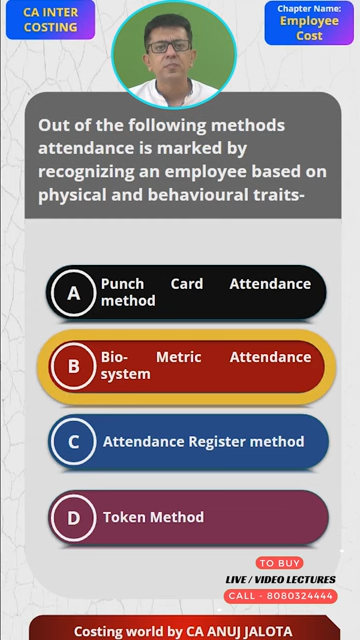 CA INTER
COSTING
Chapter Name:
Employee
Cost
Out of the following methods
attendance is marked by
recognizing an employee based on
physical and behavioural traits-
A
Punch Card Attendance
method
B
Bio- Metric Attendance
system
C
Attendance Register method
D
Token Method
TO BUY
LIVE / VIDEO LECTURES
CALL - 8080324444
Costing world by CA ANUJ JALOTA